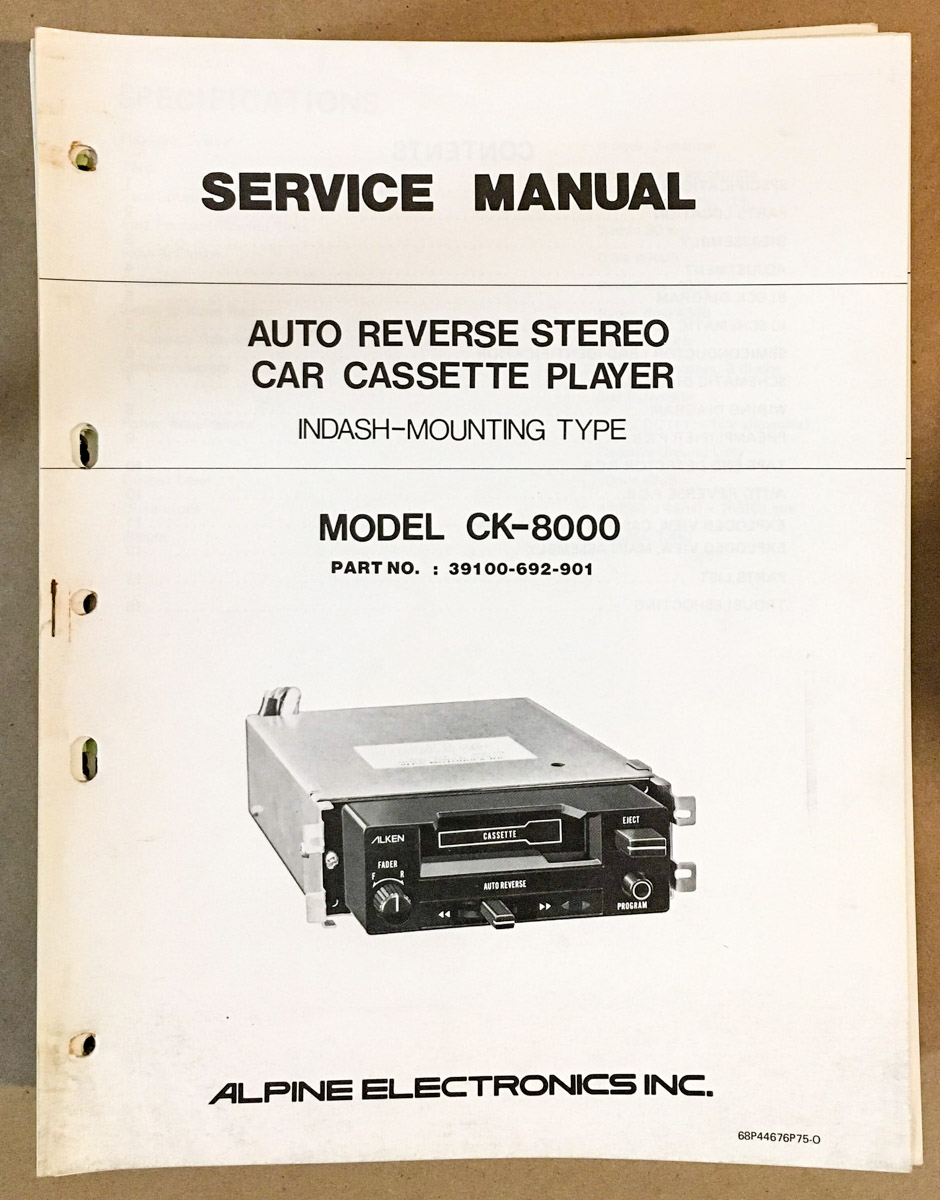 SERVICE MANUAL
AUTO REVERSE STEREO
CAR CASSETTE PLAYER
INDASH-MOUNTING TYPE
MODEL CK-8000
PART NO. : 39100-692-901
ALKEN
CASSETTE
EJECT
FADER
F R
AUTO REVERSE
PROGRAM
ALPINE ELECTRONICS INC.
68P44676P75-O